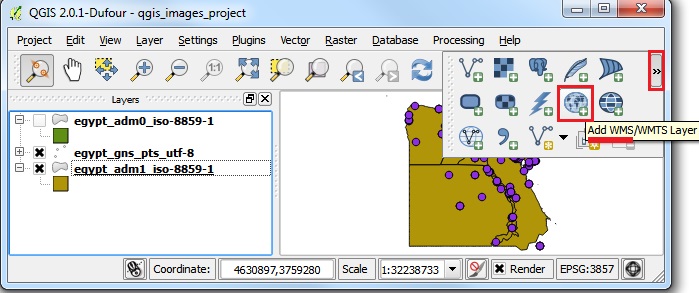 QGIS 2.0.1-Dufour - qgis_images_project
Project Edit View Layer Settings Plugins Vector Raster Database Processing Help
1:1
»
Layers
egypt_adm0_iso-8859-1
egypt_gns_pts_utf-8
egypt_adm1_iso-8859-1
Add WMS/WMTS Layer
Coordinate: 4630897,3759280 Scale 1:32238733 Render EPSG:3857